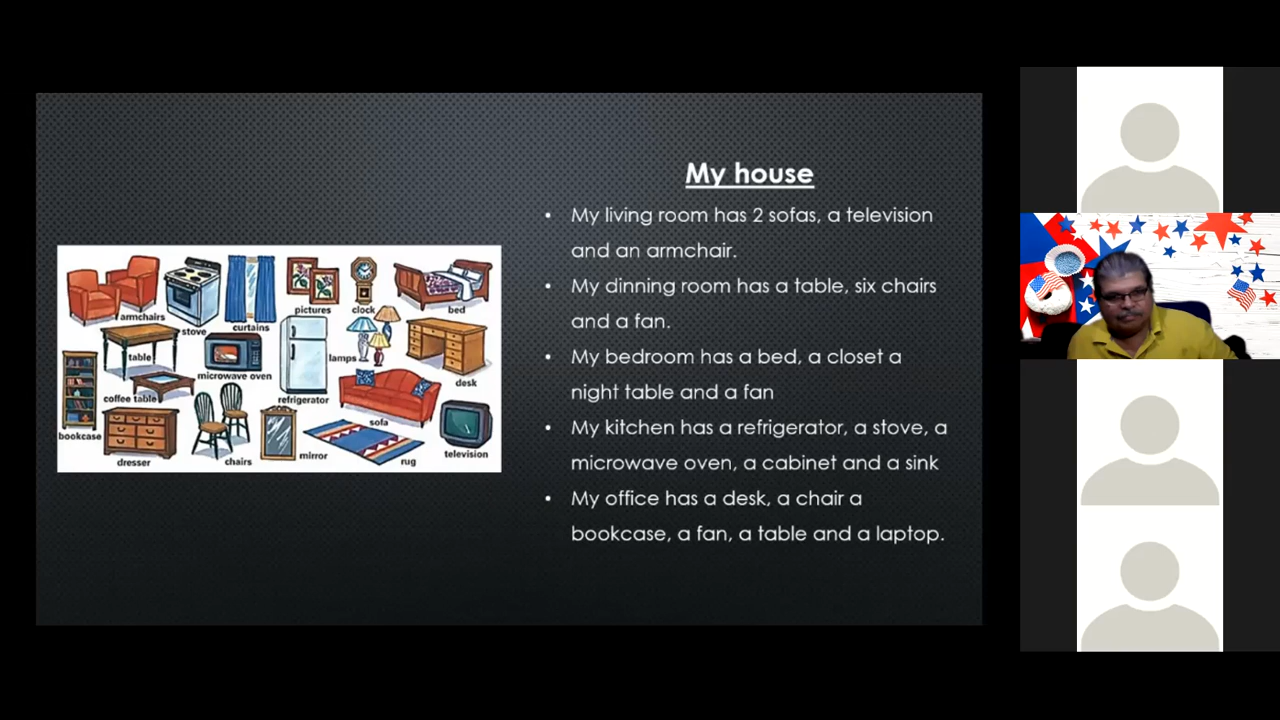 My house
• My living room has 2 sofas, a television
and an armchair.
• My dinning room has a table, six chairs
and a fan.
• My bedroom has a bed, a closet a
night table and a fan
• My kitchen has a refrigerator, a stove, a
microwave oven, a cabinet and a sink
• My office has a desk, a chair a
bookcase, a fan, a table and a laptop.
armchairs
stove
curtains
pictures
clock
bed
table
microwave oven
lamps
desk
coffee table
refrigerator
sofa
bookcase
dresser
chairs
mirror
rug
television